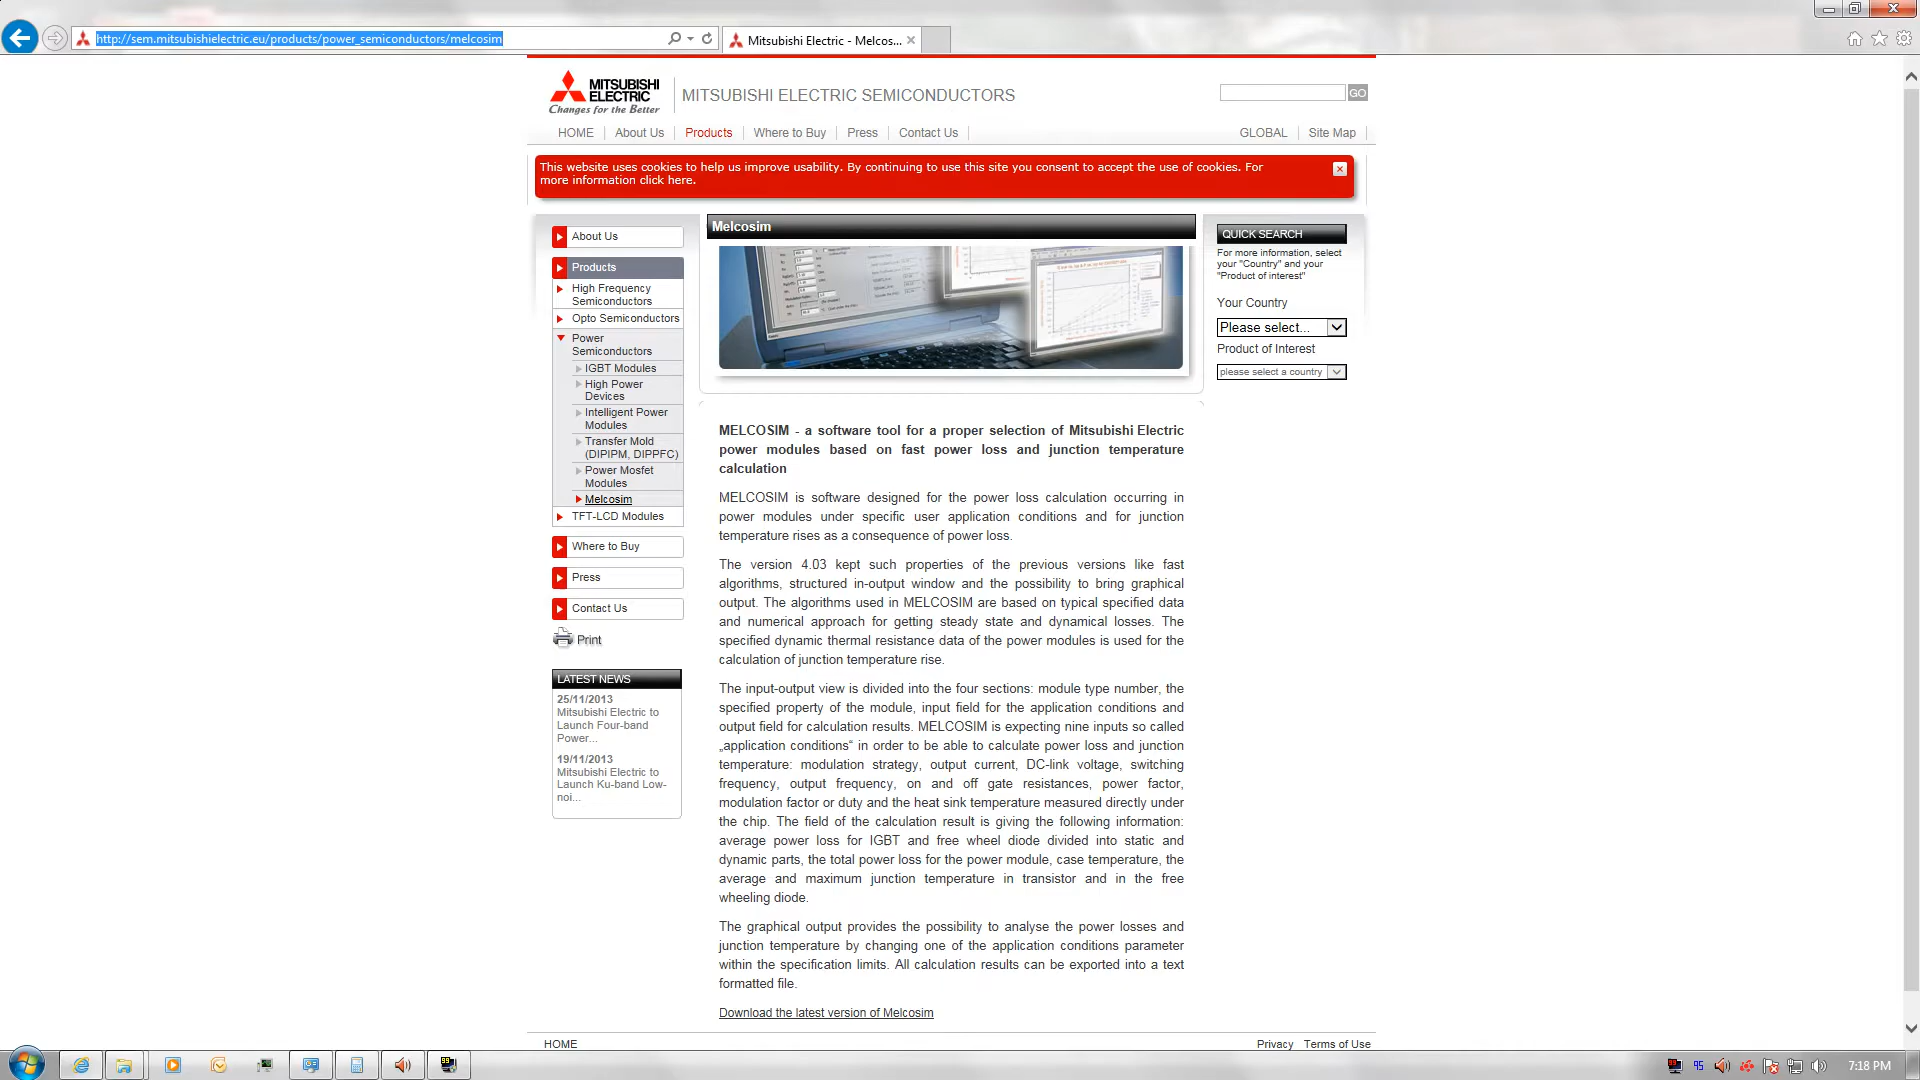 http://sem.mitsubishielectric.eu/products/power_semiconductors/melcosim
Mitsubishi Electric - Melcos...
MITSUBISHI ELECTRIC
Changes for the Better
MITSUBISHI ELECTRIC SEMICONDUCTORS
GO
HOME About Us Products Where to Buy Press Contact Us GLOBAL Site Map
This website uses cookies to help us improve usability. By continuing to use this site you consent to accept the use of cookies. For
more information click here.
About Us
Products
High Frequency
Semiconductors
Opto Semiconductors
Power
Semiconductors
IGBT Modules
High Power
Devices
Intelligent Power
Modules
Transfer Mold
(DIPIPM, DIPPFC)
Power Mosfet
Modules
Melcosim
TFT-LCD Modules
Where to Buy
Press
Contact Us
Print
LATEST NEWS
25/11/2013
Mitsubishi Electric to
Launch Four-band
Power...
19/11/2013
Mitsubishi Electric to
Launch Ku-band Low-
noi...
Melcosim
MELCOSIM - a software tool for a proper selection of Mitsubishi Electric
power modules based on fast power loss and junction temperature
calculation
MELCOSIM is software designed for the power loss calculation occurring in
power modules under specific user application conditions and for junction
temperature rises as a consequence of power loss.
The version 4.03 kept such properties of the previous versions like fast
algorithms, structured in-output window and the possibility to bring graphical
output. The algorithms used in MELCOSIM are based on typical specified data
and numerical approach for getting steady state and dynamical losses. The
specified dynamic thermal resistance data of the power modules is used for the
calculation of junction temperature rise.
The input-output view is divided into the four sections: module type number, the
specified property of the module, input field for the application conditions and
output field for calculation results. MELCOSIM is expecting nine inputs so called
„application conditions“ in order to be able to calculate power loss and junction
temperature: modulation strategy, output current, DC-link voltage, switching
frequency, output frequency, on and off gate resistances, power factor,
modulation factor or duty and the heat sink temperature measured directly under
the chip. The field of the calculation result is giving the following information:
average power loss for IGBT and free wheel diode divided into static and
dynamic parts, the total power loss for the power module, case temperature, the
average and maximum junction temperature in transistor and in the free
wheeling diode.
The graphical output provides the possibility to analyse the power losses and
junction temperature by changing one of the application conditions parameter
within the specification limits. All calculation results can be exported into a text
formatted file.
Download the latest version of Melcosim
QUICK SEARCH
For more information, select
your "Country" and your
"Product of interest"
Your Country
Please select...
Product of Interest
please select a country
HOME Privacy Terms of Use
95
7:18 PM